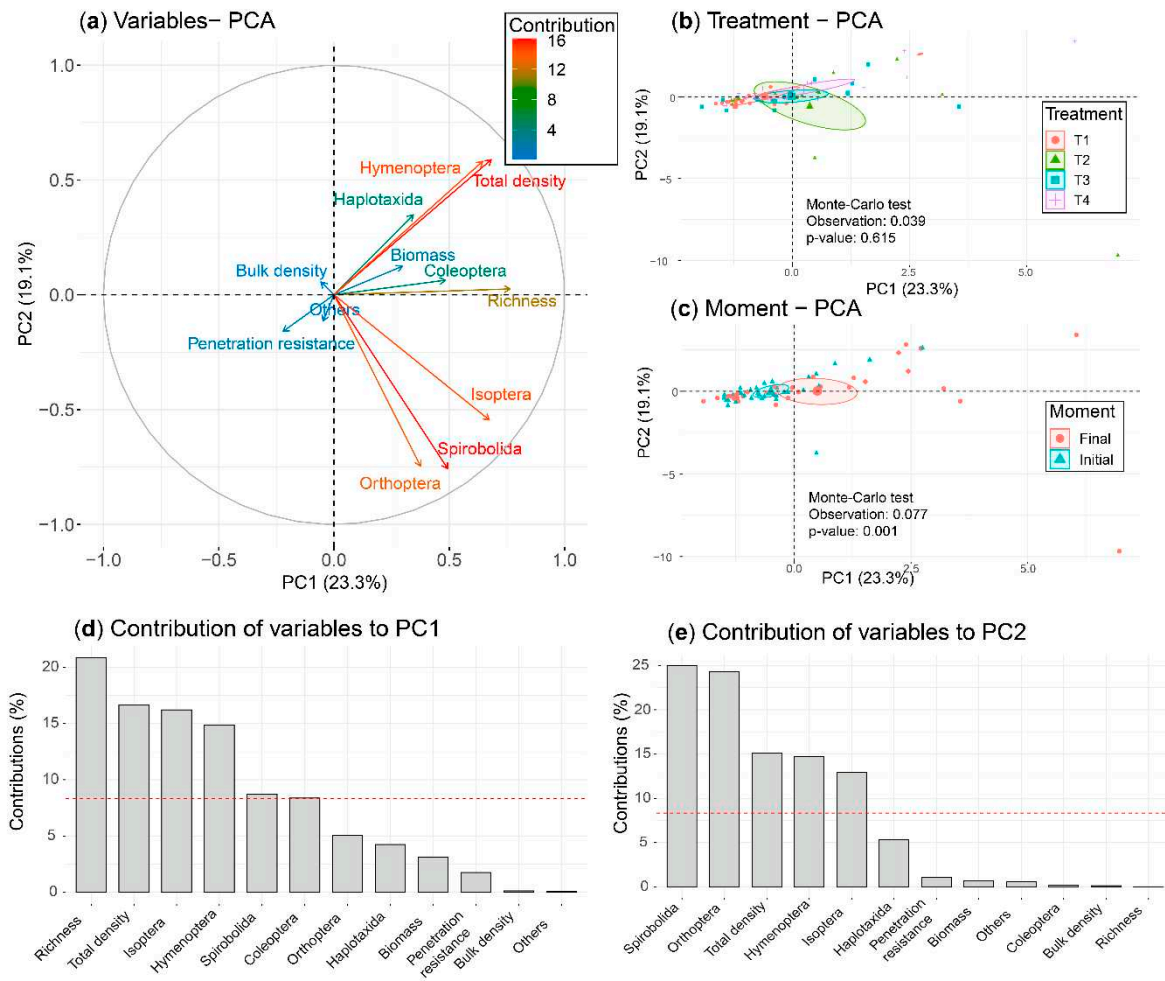 (a) Variables− PCA
Contribution
16
12
8
4
1.0
0.5
0.0
−0.5
−1.0
PC2 (19.1%)
Hymenoptera
Total density
Haplotaxida
Biomass
Bulk density
Coleoptera
Richness
Others
Penetration resistance
Isoptera
Spirobolida
Orthoptera
−1.0
−0.5
0.0
0.5
1.0
PC1 (23.3%)
(b) Treatment − PCA
PC2 (19.1%)
0
−5
−10
Treatment
T1
T2
T3
T4
Monte-Carlo test
Observation: 0.039
p-value: 0.615
0.0
2.5
5.0
PC1 (23.3%)
(c) Moment − PCA
PC2 (19.1%)
0
−5
−10
Moment
Final
Initial
Monte-Carlo test
Observation: 0.077
p-value: 0.001
0.0
2.5
5.0
PC1 (23.3%)
(d) Contribution of variables to PC1
Contributions (%)
20
15
10
5
0
Richness
Total density
Isoptera
Hymenoptera
Spirobolida
Coleoptera
Orthoptera
Haplotaxida
Biomass
Penetration
resistance
Bulk density
Others
(e) Contribution of variables to PC2
Contributions (%)
25
20
15
10
5
0
Spirobolida
Orthoptera
Total density
Hymenoptera
Isoptera
Haplotaxida
Penetration
resistance
Biomass
Others
Coleoptera
Bulk density
Richness